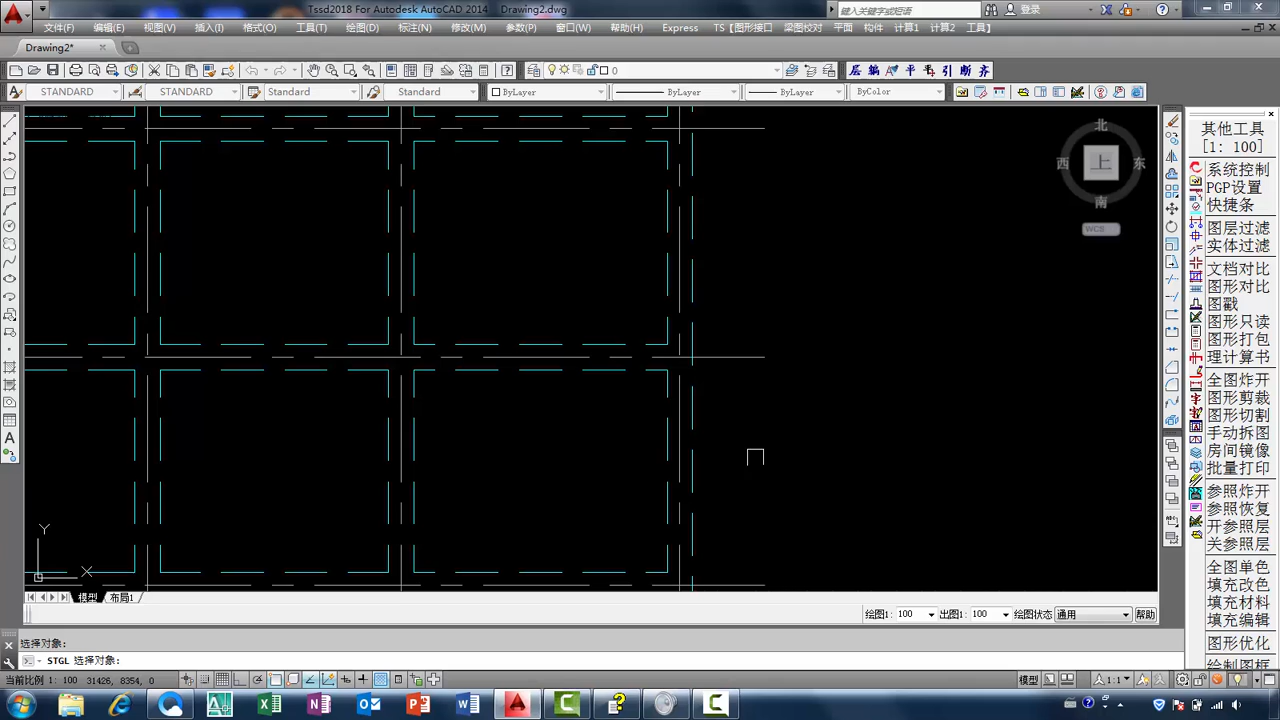 Tssd2018 For Autodesk AutoCAD 2014 Drawing2.dwg
键入关键字或短语
登录
文件(F) 编辑(E) 视图(V) 插入(I) 格式(O) 工具(T) 绘图(D) 标注(N) 修改(M) 参数(P) 窗口(W) 帮助(H) Express TS【图形接口 梁图校对 平面 构件 计算1 计算2 工具】
Drawing2*
0
STANDARD STANDARD Standard Standard ByLayer ByLayer ByLayer ByColor
北
西 上 东
南
WCS
其他工具
[1: 100]
系统控制
PGP设置
快捷条
图层过滤
实体过滤
文档对比
图形对比
图戳
图形只读
图形打包
理计算书
全图炸开
图形剪裁
图形切割
手动拆图
房间镜像
批量打印
参照炸开
参照恢复
开参照层
关参照层
全图单色
填充改色
填充材料
填充编辑
图形优化
绘制图框
Y
X
模型 布局1
绘图1: 100 出图1: 100 绘图状态 通用 帮助
选择对象:
STGL 选择对象:
当前比例 1: 100 31426, 8354, 0
模型 1:1